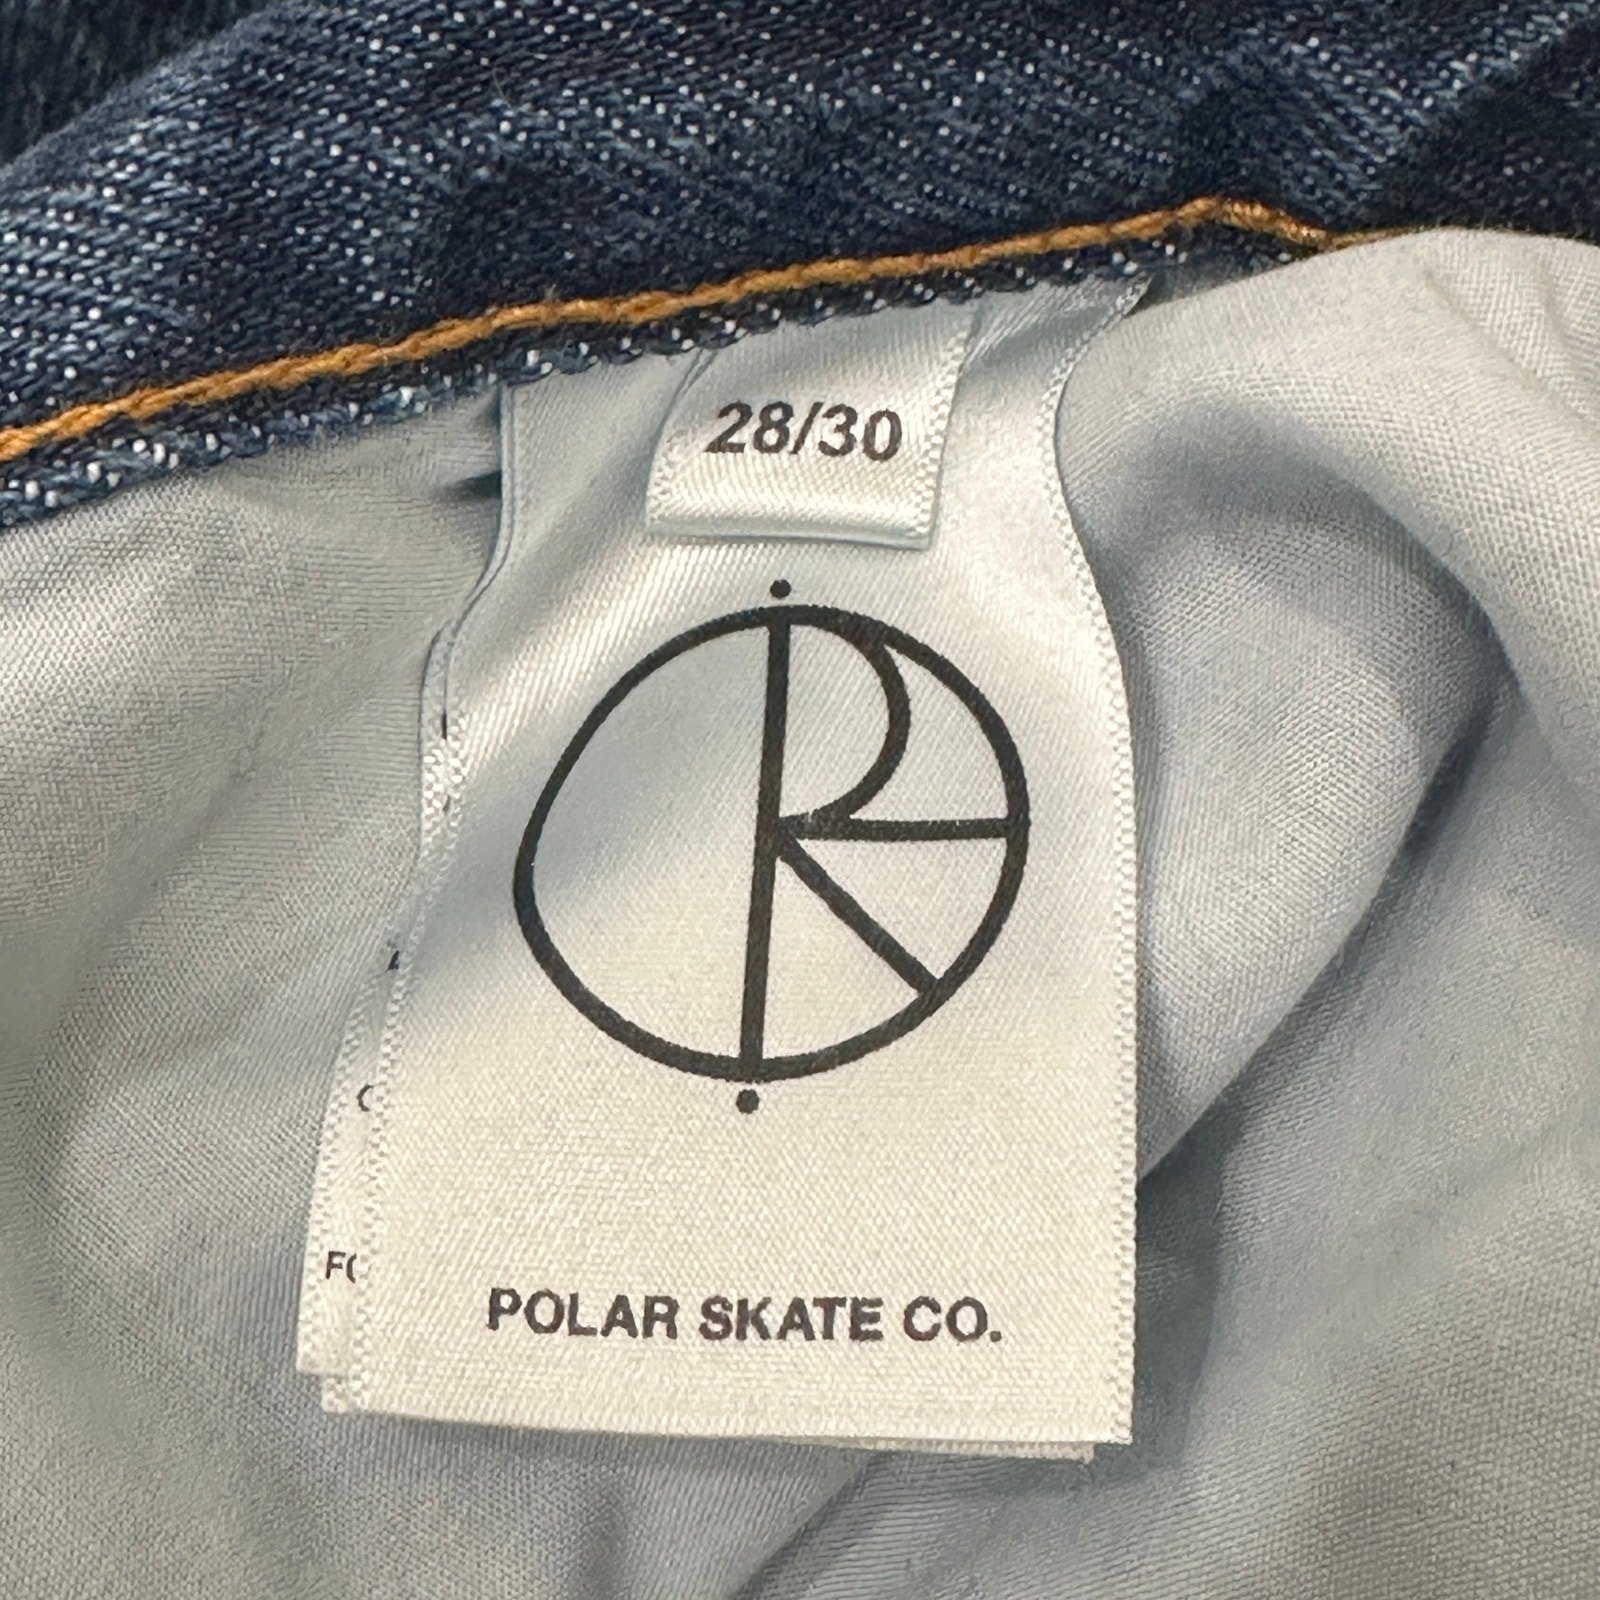 28/30
POLAR SKATE CO.